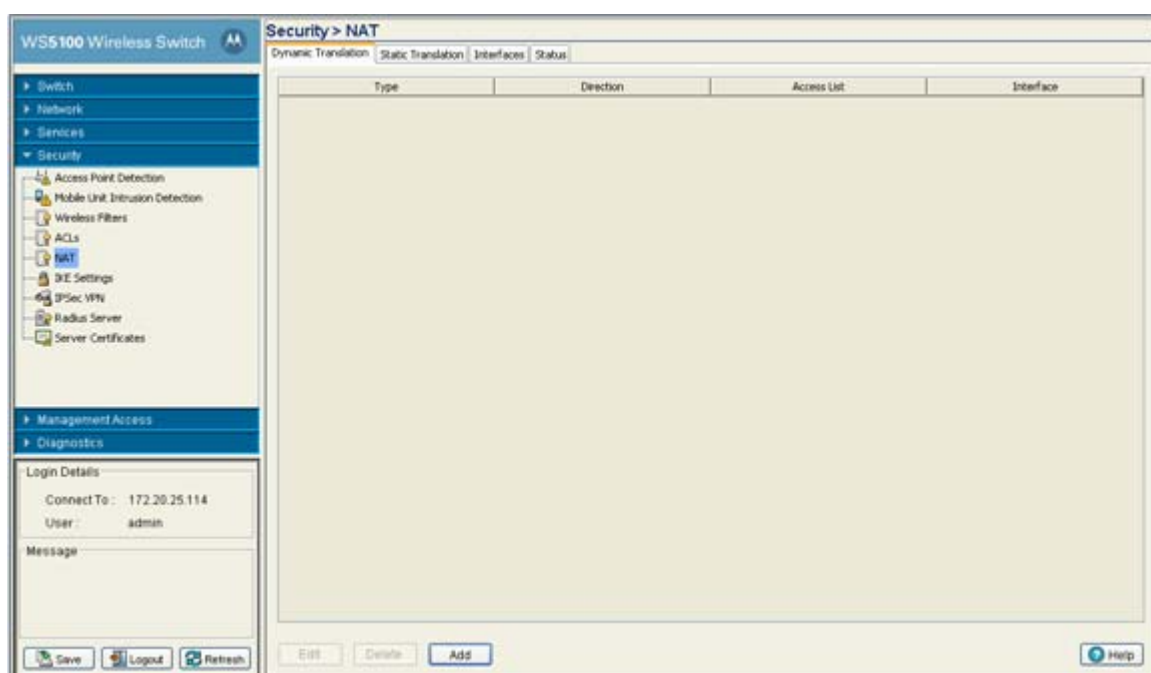 WS5100 Wireless Switch
Switch
Network
Services
Security
Access Point Detection
Mobile Unit Intrusion Detection
Wireless Filters
ACLs
NAT
IKE Settings
IPSec VPN
Radius Server
Server Certificates
Management Access
Diagnostics
Login Details
Connect To : 172.20.25.114
User : admin
Message
Save Logout Refresh
Security > NAT
Dynamic Translation Static Translation Interfaces Status
Type Direction Access List Interface
Edit Delete Add Help